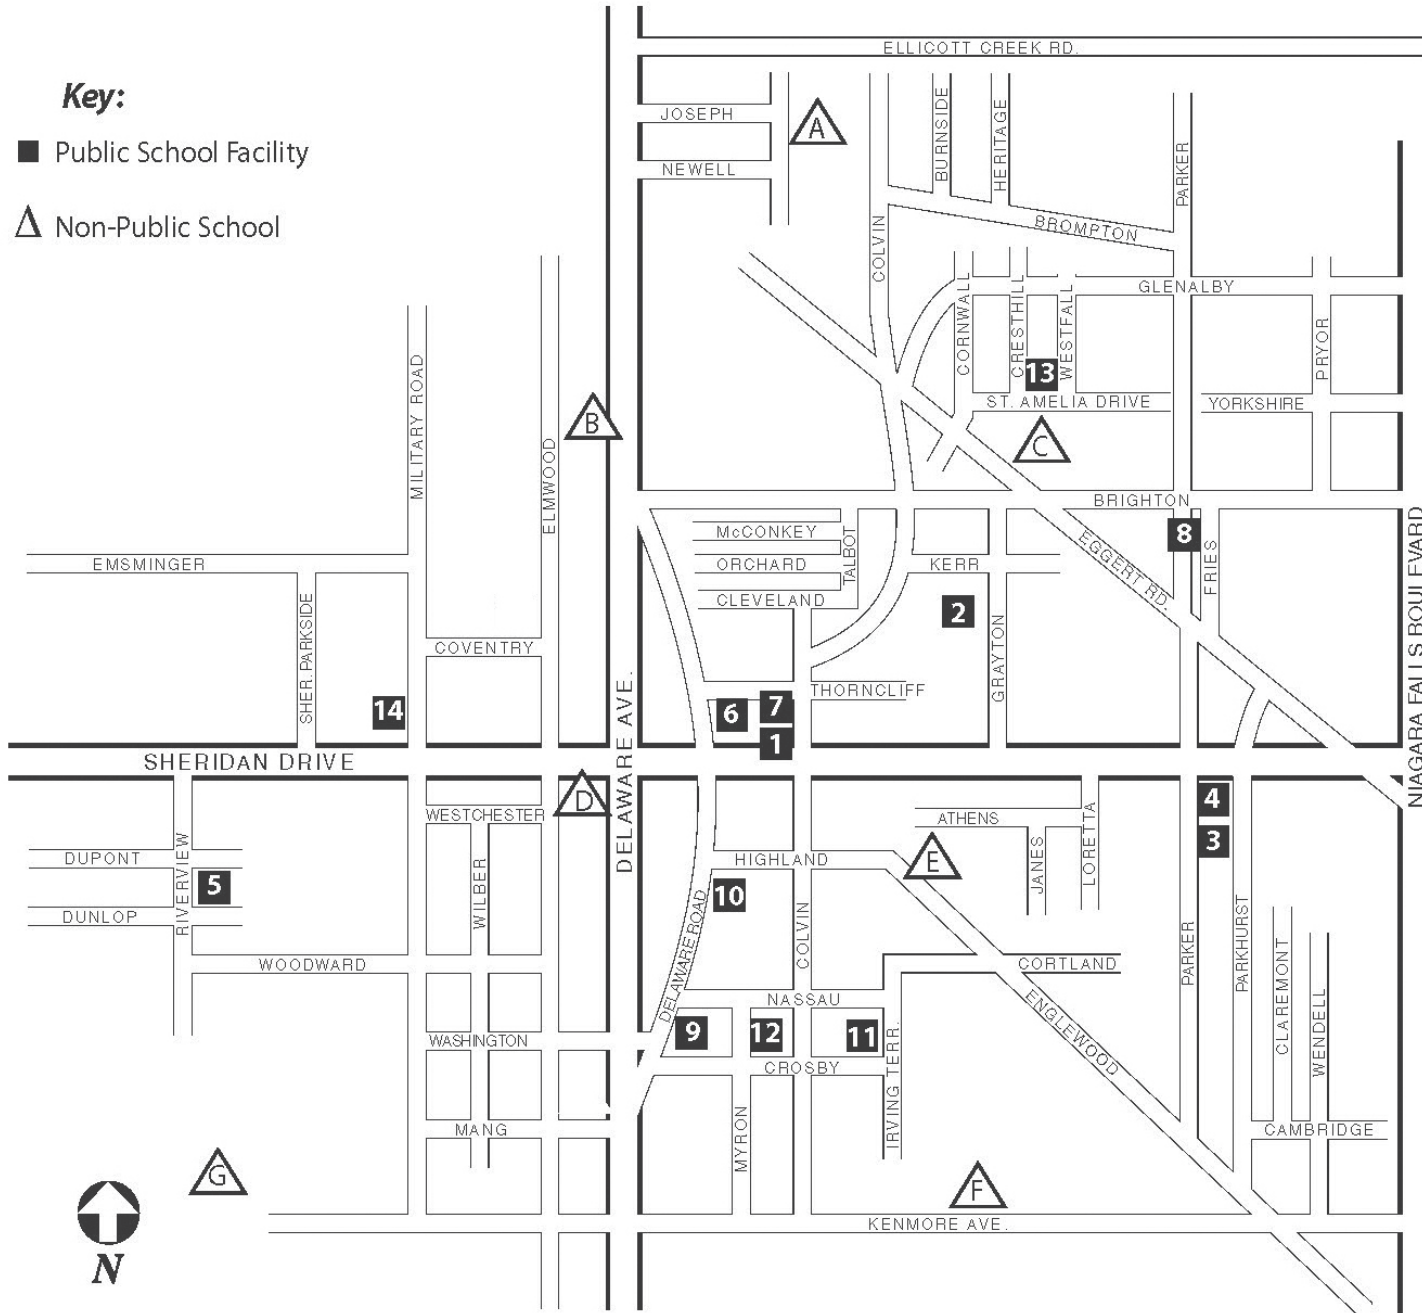 ELLICOTT CREEK RD.
Key:
Public School Facility
Non-Public School
JOSEPH
NEWELL
A
COLVIN
BURNSIDE
HERITAGE
PARKER
BROMPTON
GLENALBY
CORNWALL
CRESTHILL
WESTFALL
PRYOR
13
ST. AMELIA DRIVE
YORKSHIRE
MILITARY ROAD
ELMWOOD
B
C
BRIGHTON
McCONKEY
ORCHARD
CLEVELAND
TALBOT
KERR
EGGERT RD.
8
FRIES
NIAGARA FALLS BOULEVARD
EMSMINGER
SHER. PARKSIDE
COVENTRY
2
GRAYTON
DELAWARE AVE.
THORNCLIFF
14
6
7
1
SHERIDAN DRIVE
D
WESTCHESTER
ATHENS
JANES
LORETTA
4
3
DUPONT
RIVERVIEW
5
DUNLOP
WILBER
HIGHLAND
E
10
DELAWARE ROAD
COLVIN
PARKER
PARKHURST
WOODWARD
CORTLAND
CLAREMONT
WENDELL
NASSAU
ENGLEWOOD
9
12
11
IRVING TERR.
WASHINGTON
CROSBY
MANG
MYRON
CAMBRIDGE
G
F
N
KENMORE AVE.